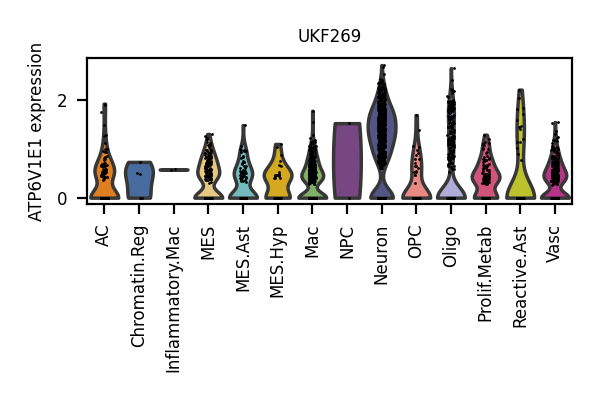 UKF269
ATP6V1E1 expression
2
0
AC
Chromatin.Reg
Inflammatory.Mac
MES
MES.Ast
MES.Hyp
Mac
NPC
Neuron
OPC
Oligo
Prolif.Metab
Reactive.Ast
Vasc